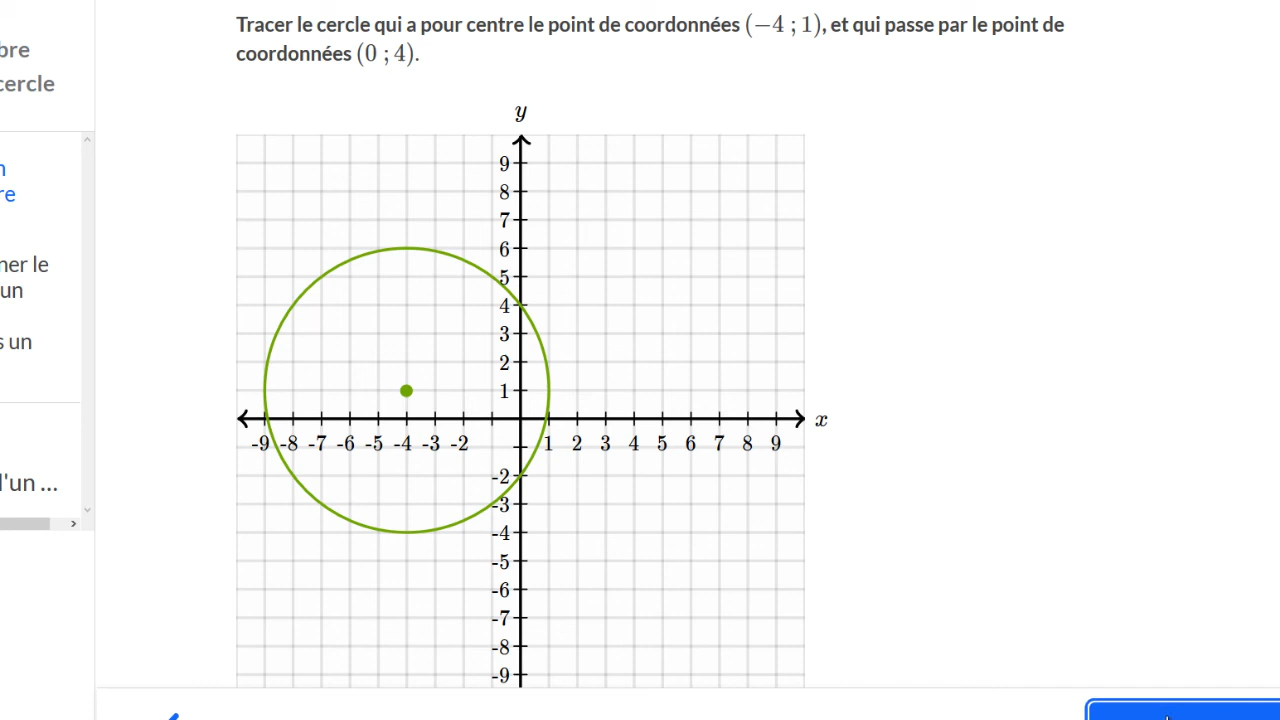 Tracer le cercle qui a pour centre le point de coordonnées (−4 ; 1), et qui passe par le point de
coordonnées (0 ; 4).
bre
cercle
n
re
ner le
un
s un
l'un ...
y
9
8
7
6
5
4
3
2
1
x
-9 -8 -7 -6 -5 -4 -3 -2 1 2 3 4 5 6 7 8 9
-2
-3
-4
-5
-6
-7
-8
-9